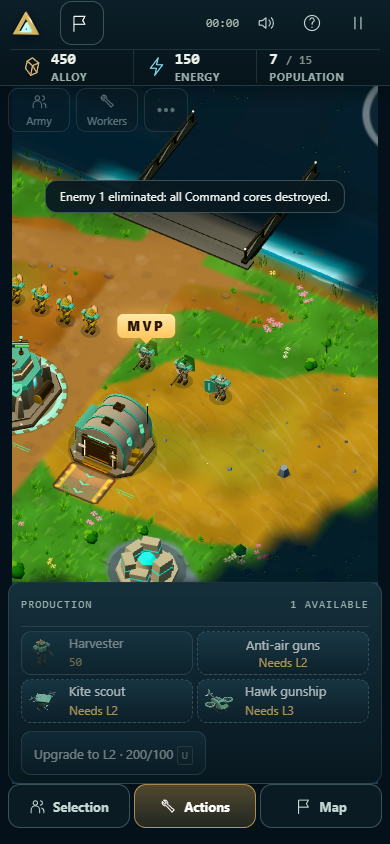 00:00
450
ALLOY
150
ENERGY
7 / 15
POPULATION
Army
Workers
Enemy 1 eliminated: all Command cores destroyed.
MVP
PRODUCTION
1 AVAILABLE
Harvester
50
Anti-air guns
Needs L2
Kite scout
Needs L2
Hawk gunship
Needs L3
Upgrade to L2 · 200/100 U
Selection
Actions
Map